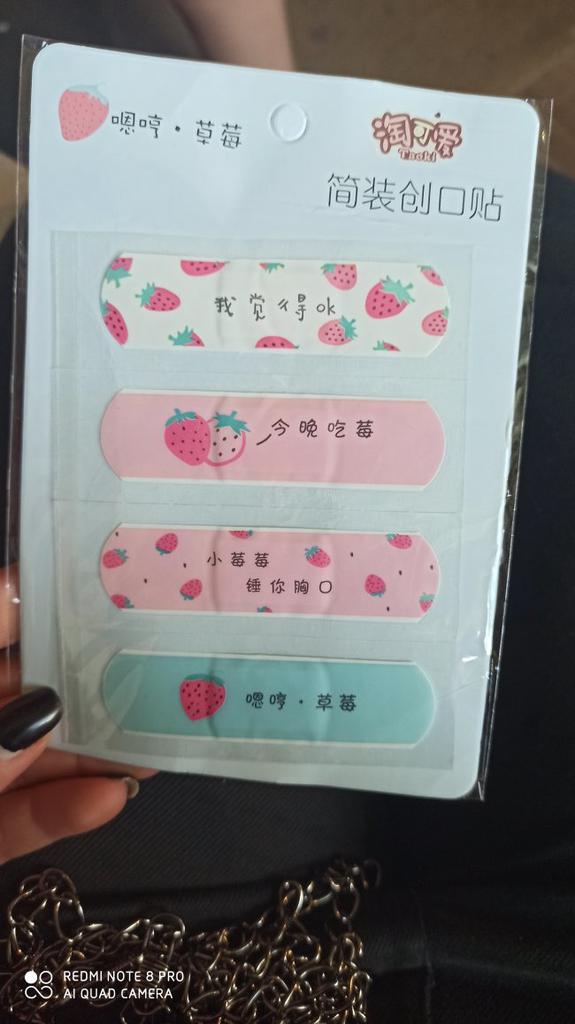 嗯哼·草莓
淘可爱
Taoki
简装创口贴
我觉得ok
今晚吃莓
小莓莓
锤你胸口
嗯哼·草莓
REDMI NOTE 8 PRO
AI QUAD CAMERA